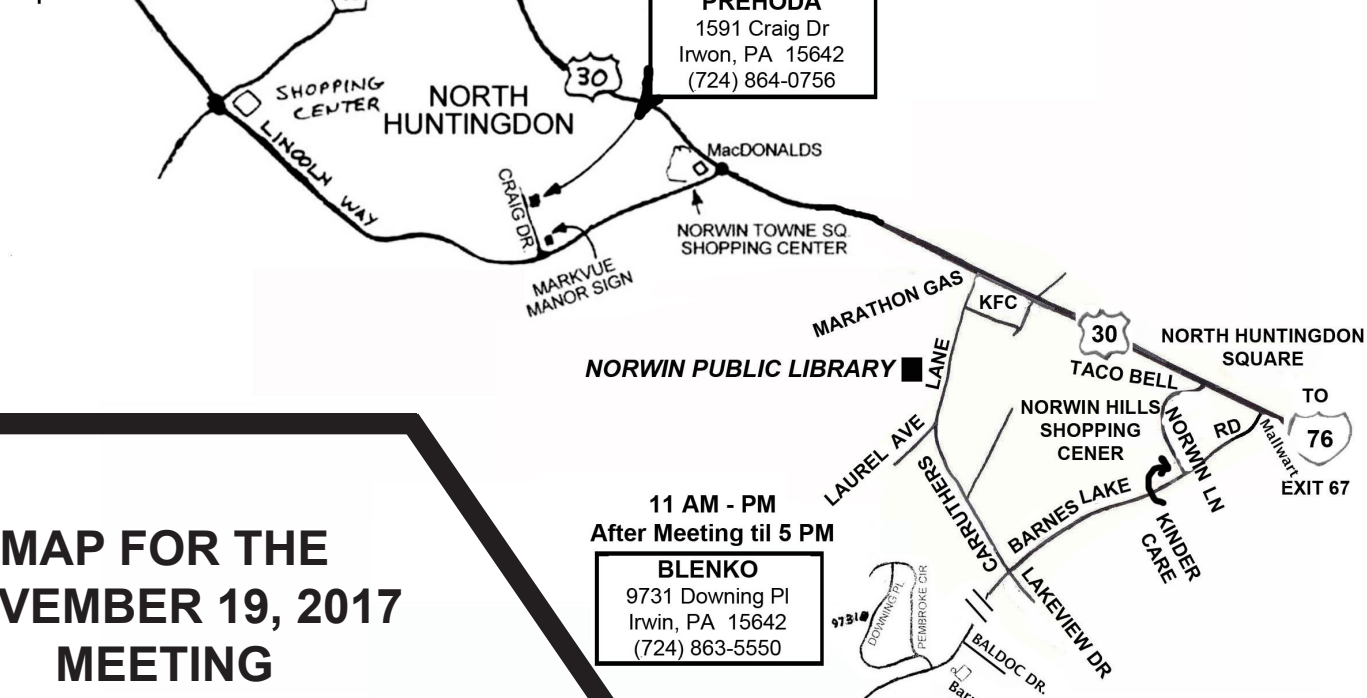 PREHODA
1591 Craig Dr
Irwon, PA  15642
(724) 864-0756
30
SHOPPING
CENTER
NORTH
HUNTINGDON
LINCOLN WAY
MacDONALDS
CRAIG DR.
NORWIN TOWNE SQ.
SHOPPING CENTER
MARKVUE
MANOR SIGN
MARATHON GAS
KFC
30
NORTH HUNTINGDON
SQUARE
NORWIN PUBLIC LIBRARY
LANE
TACO BELL
TO
76
EXIT 67
NORWIN HILLS
SHOPPING
CENER
NORWIN LN
RD
Mallwart
LAUREL AVE
CARRUTHERS
BARNES LAKE
KINDER
CARE
11 AM - PM
After Meeting til 5 PM
BLENKO
9731 Downing Pl
Irwin, PA  15642
(724) 863-5550
9731
DOWNING PL
PEMBROKE CIR
LAKEVIEW DR
BALDOC DR.
MAP FOR THE
VEMBER 19, 2017
MEETING